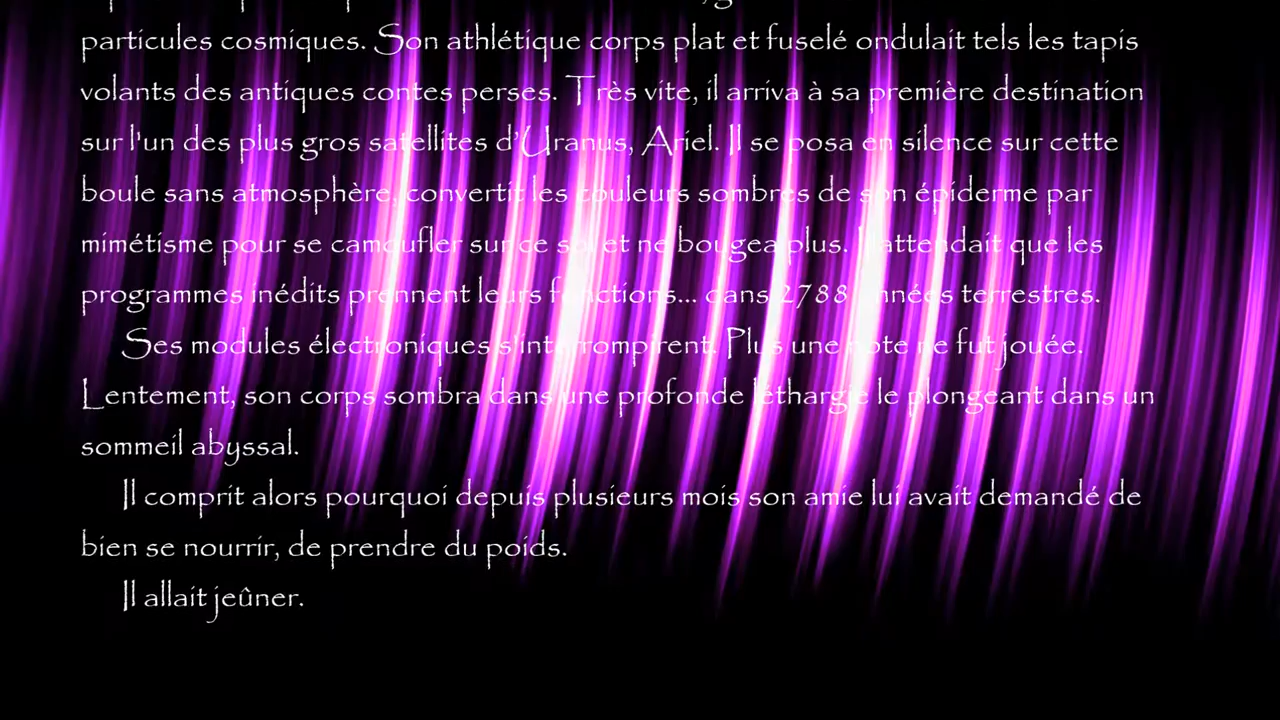 particules cosmiques. Son athlétique corps plat et fuselé ondulait tels les tapis
volants des antiques contes perses. Très vite, il arriva à sa première destination
sur l'un des plus gros satellites d'Uranus, Ariel. Il se posa en silence sur cette
boule sans atmosphère, convertit les couleurs sombres de son épiderme par
mimétisme pour se camoufler sur ce sol et ne bougea plus. Il attendait que les
programmes inédits prennent leurs fonctions... dans 2788 années terrestres.
Ses modules électroniques s'interrompirent. Plus une note ne fut jouée.
Lentement, son corps sombra dans une profonde léthargie le plongeant dans un
sommeil abyssal.
Il comprit alors pourquoi depuis plusieurs mois son amie lui avait demandé de
bien se nourrir, de prendre du poids.
Il allait jeûner.